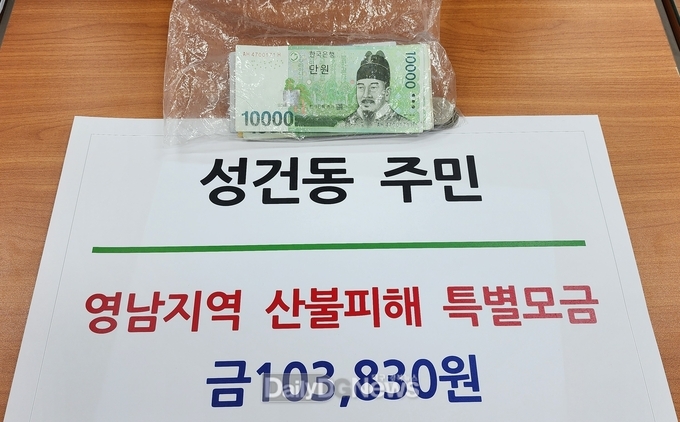 한국은행
만원
10000
10000
성건동 주민
영남지역 산불피해 특별모금
금103,830원
DailyDGNews